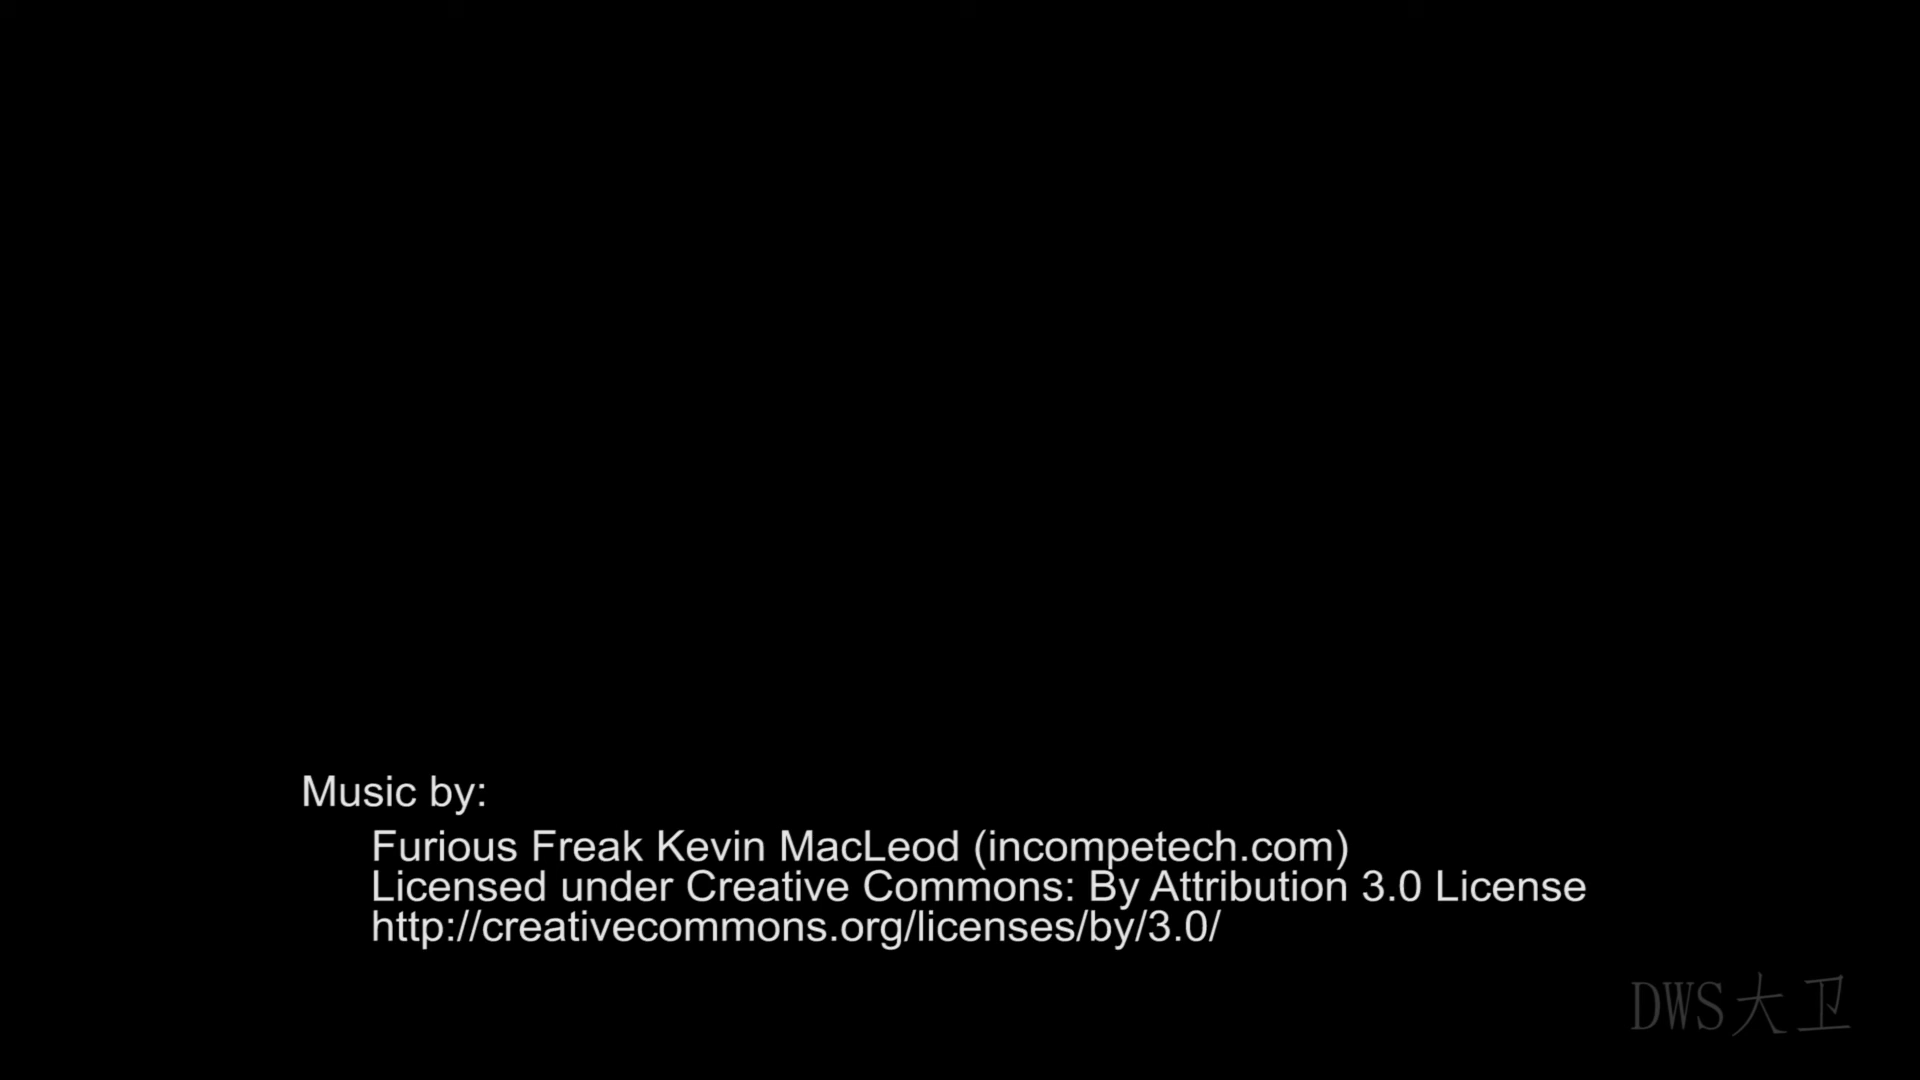 Music by:
Furious Freak Kevin MacLeod (incompetech.com)
Licensed under Creative Commons: By Attribution 3.0 License
http://creativecommons.org/licenses/by/3.0/
DWS大卫